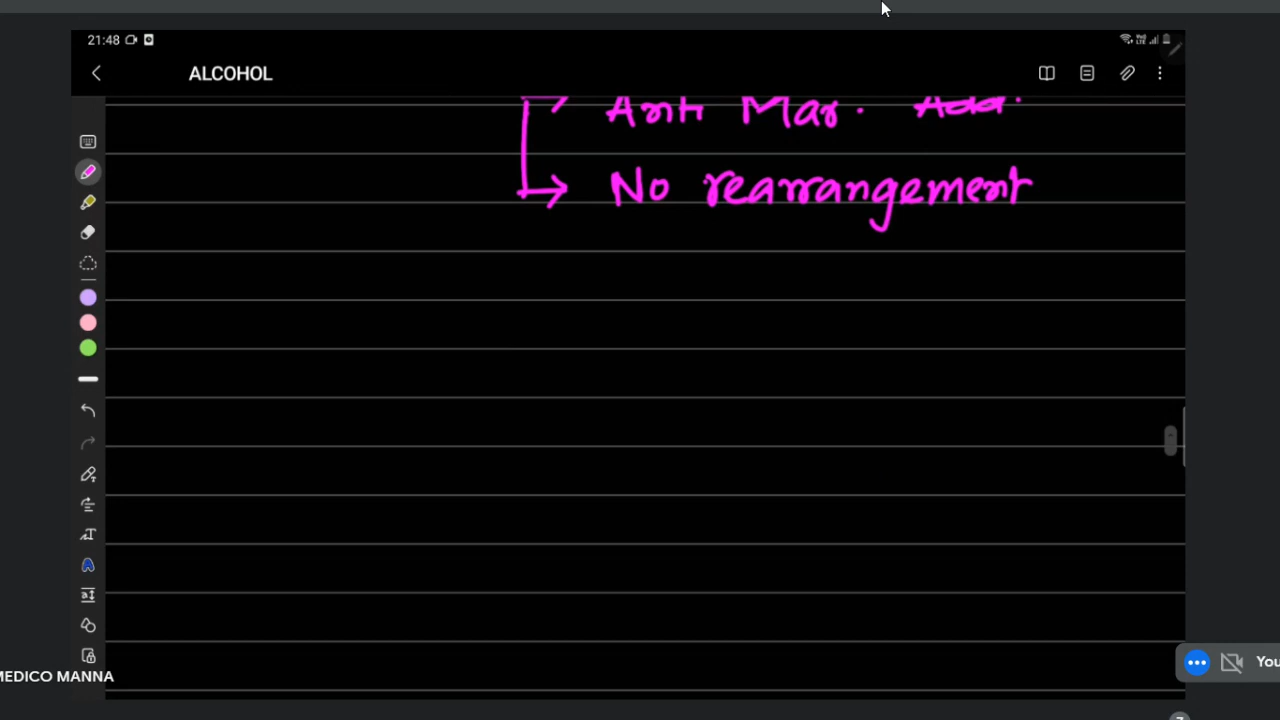 21:48
ALCOHOL
Anti Mar. Add.
No rearrangement
MEDICO MANNA
You